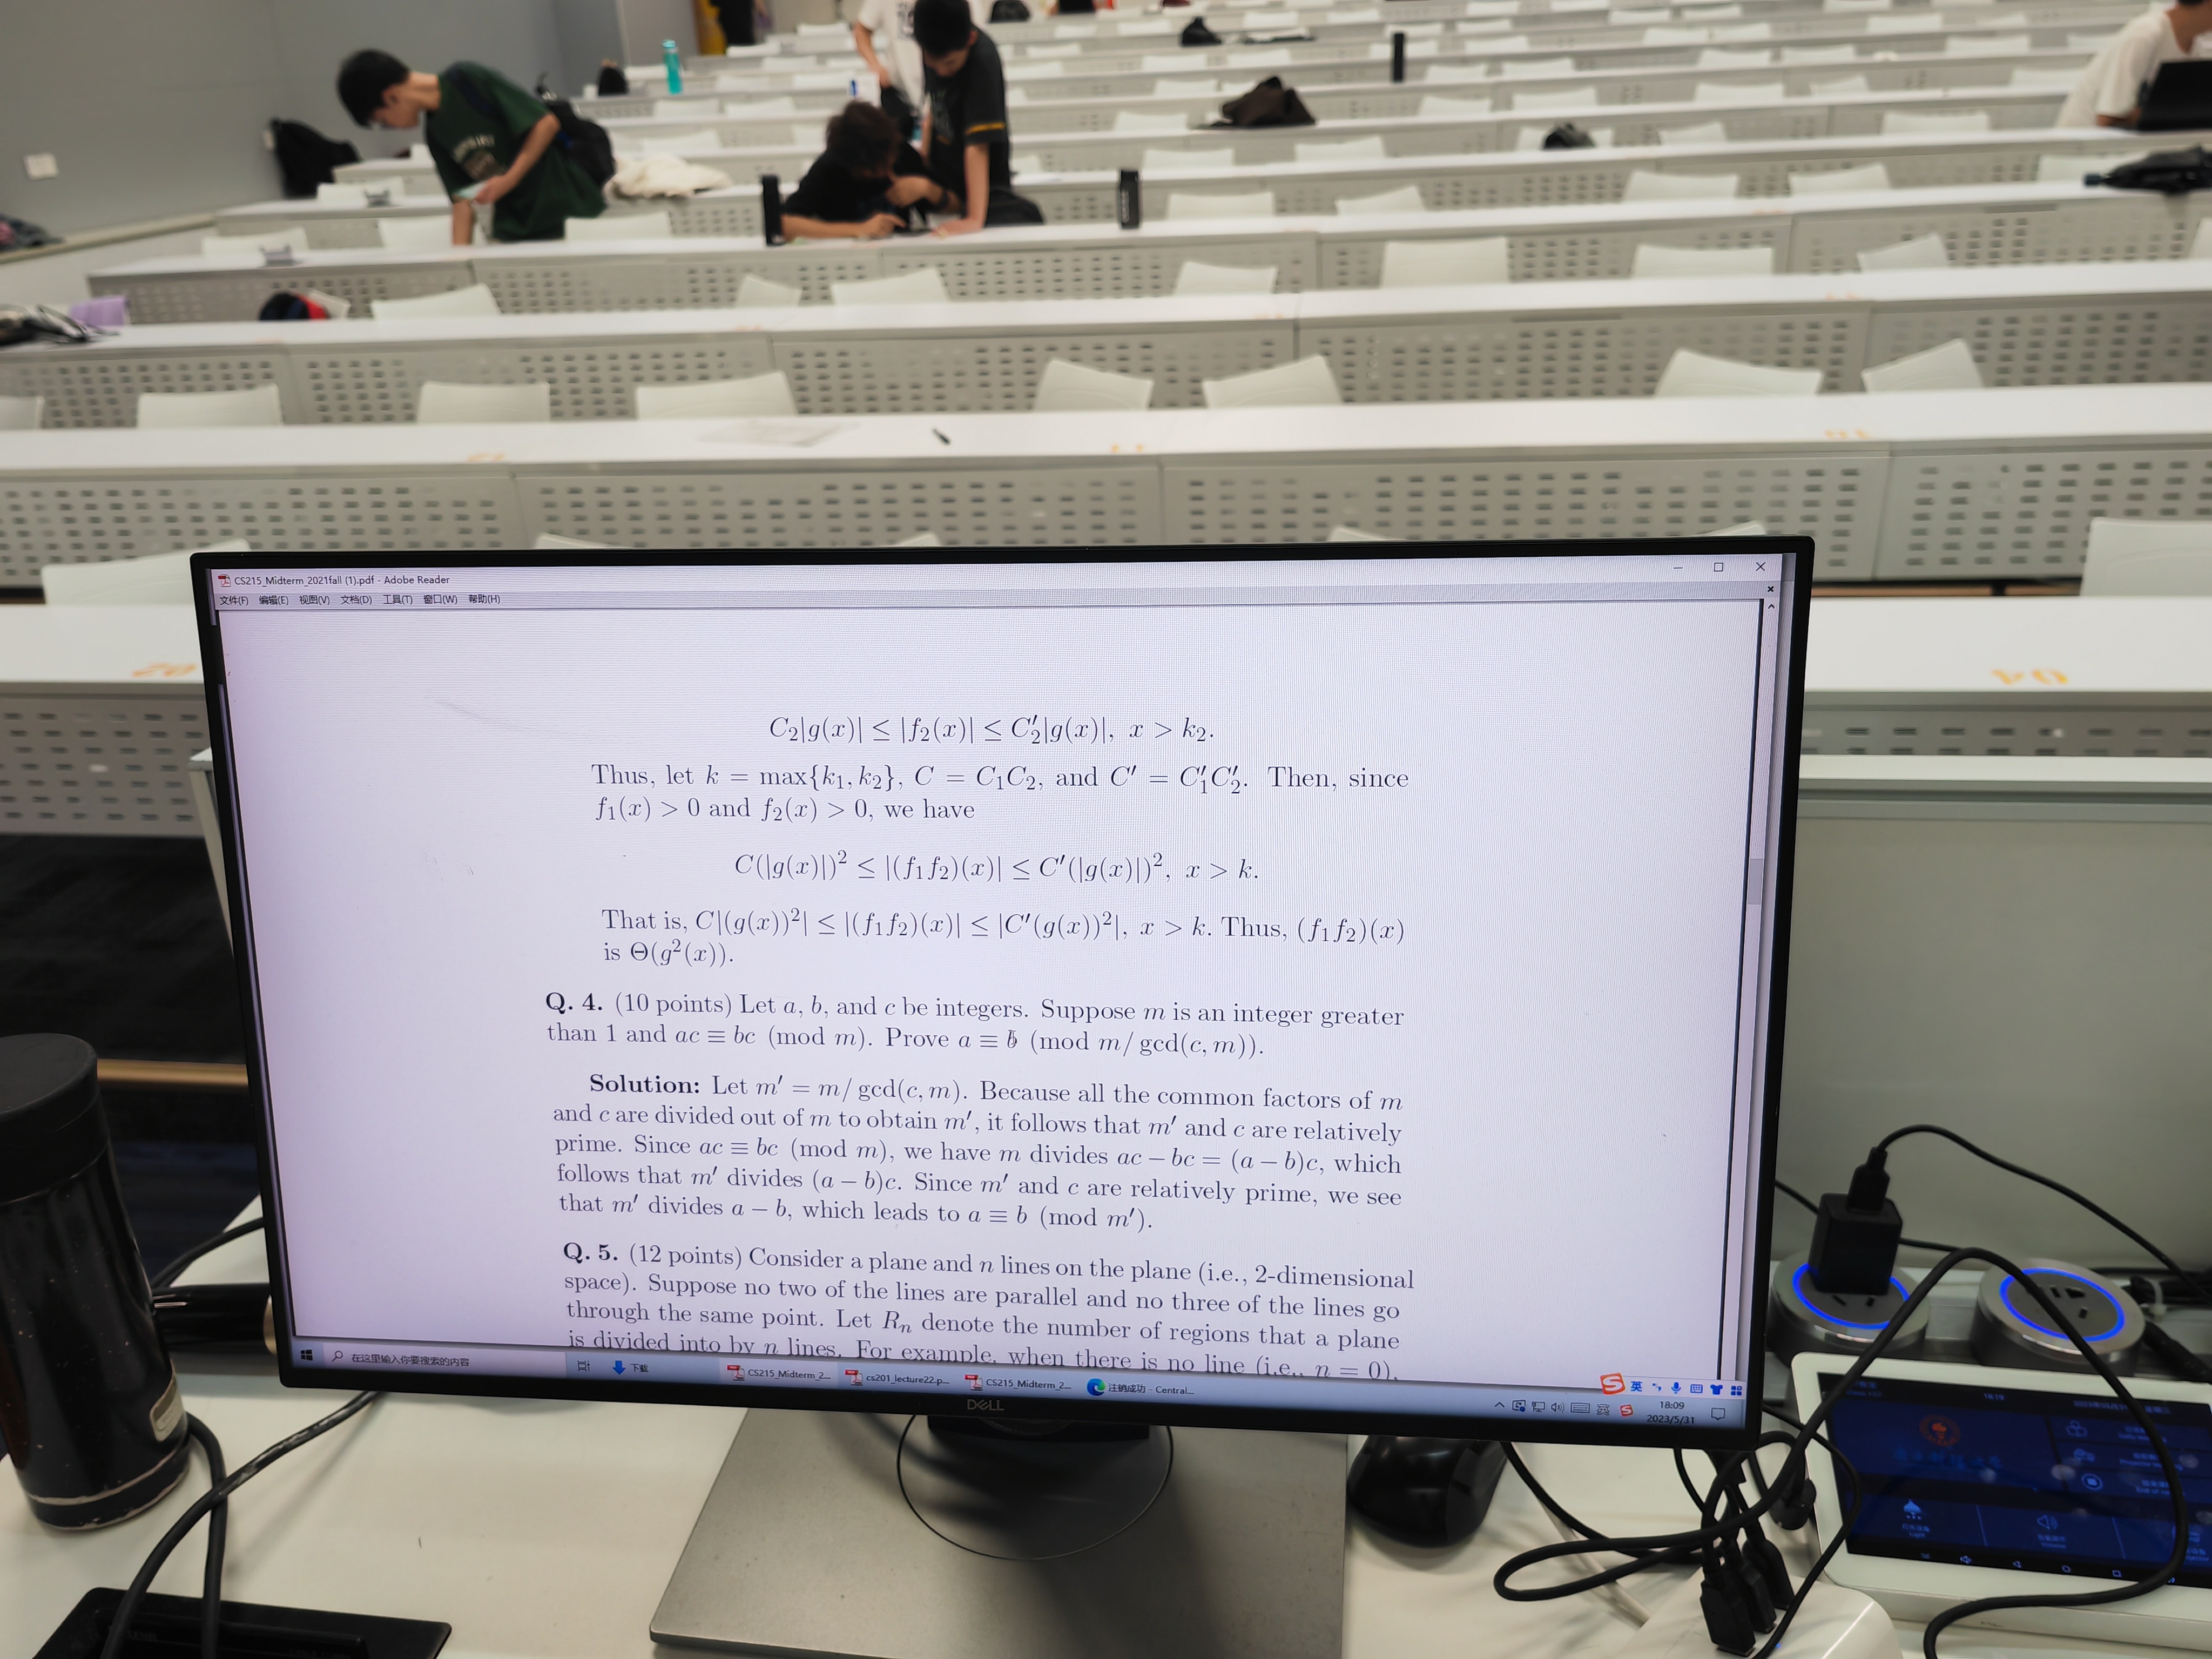 CS215_Midterm_2021fall (1).pdf - Adobe Reader
文件(F) 编辑(E) 视图(V) 文档(D) 工具(T) 窗口(W) 帮助(H)
C₂|g(x)| ≤ |f₂(x)| ≤ C₂′|g(x)|, x > k₂.
Thus, let k = max{k₁, k₂}, C = C₁C₂, and C′ = C₁′C₂′. Then, since
f₁(x) > 0 and f₂(x) > 0, we have
C(|g(x)|)² ≤ |(f₁f₂)(x)| ≤ C′(|g(x)|)², x > k.
That is, C|(g(x))²| ≤ |(f₁f₂)(x)| ≤ |C′(g(x))²|, x > k. Thus, (f₁f₂)(x)
is Θ(g²(x)).
Q. 4. (10 points) Let a, b, and c be integers. Suppose m is an integer greater
than 1 and ac ≡ bc (mod m). Prove a ≡ b (mod m/ gcd(c, m)).
Solution: Let m′ = m/ gcd(c, m). Because all the common factors of m
and c are divided out of m to obtain m′, it follows that m′ and c are relatively
prime. Since ac ≡ bc (mod m), we have m divides ac − bc = (a − b)c, which
follows that m′ divides (a − b)c. Since m′ and c are relatively prime, we see
that m′ divides a − b, which leads to a ≡ b (mod m′).
Q. 5. (12 points) Consider a plane and n lines on the plane (i.e., 2-dimensional
space). Suppose no two of the lines are parallel and no three of the lines go
through the same point. Let Rₙ denote the number of regions that a plane
is divided into by n lines. For example, when there is no line (i.e., n = 0),
在这里输入你要搜索的内容
下载
CS215_Midterm_2...
cs201_lecture22.p...
CS215_Midterm_2...
注销成功 - Central...
英
18:09
2023/5/31
DELL
04